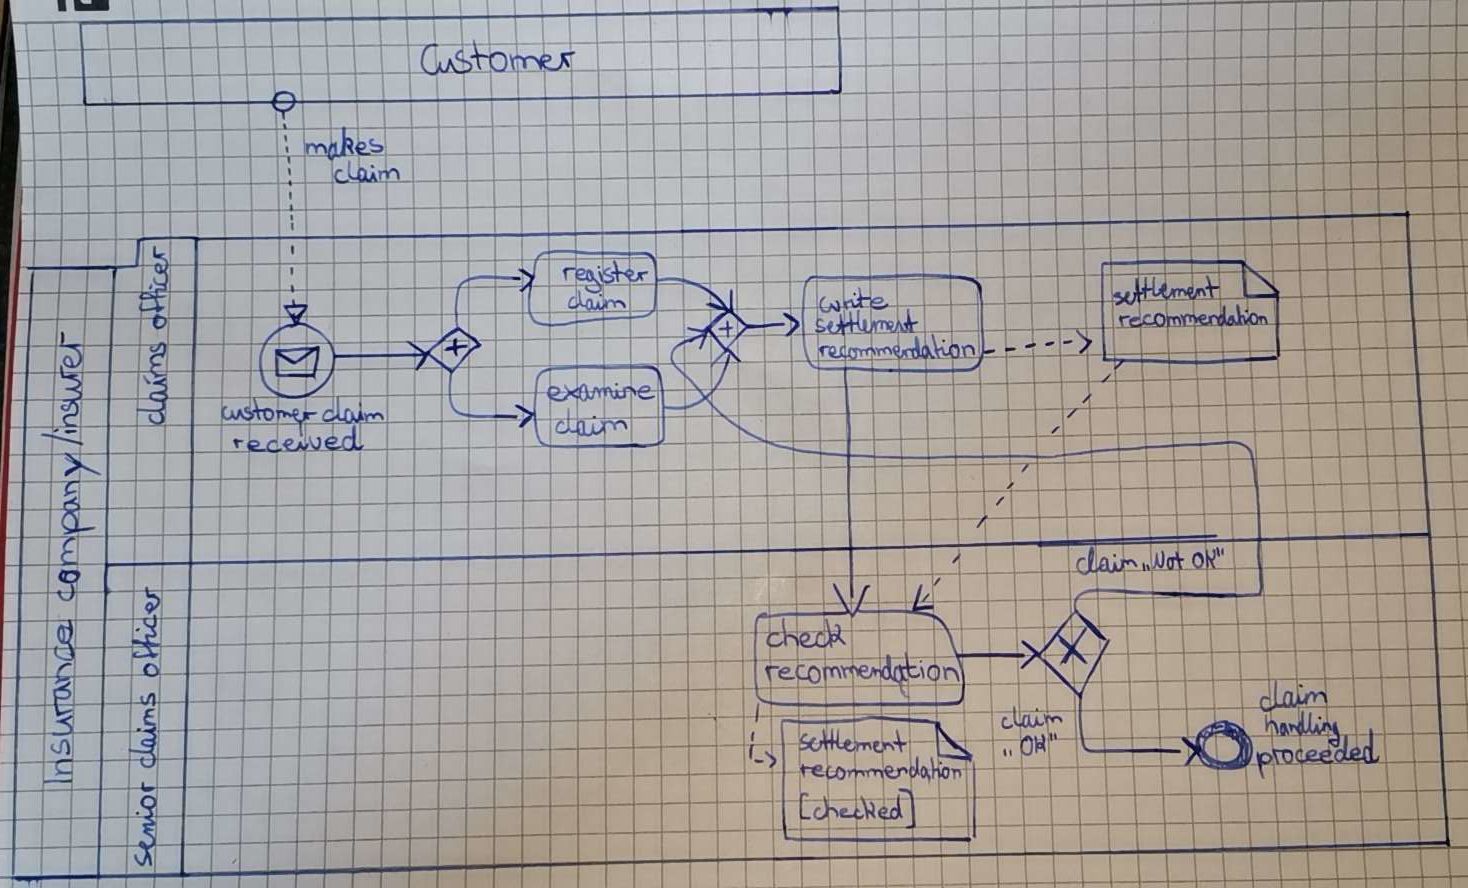 Customer
makes
claim
Insurance company/insurer
claims officer
customer claim
received
register
claim
examine
claim
write
settlement
recommendation
settlement
recommendation
senior claims officer
claim „Not OK"
check
recommendation
settlement
recommendation
[checked]
claim
„OK"
claim
handling
proceeded